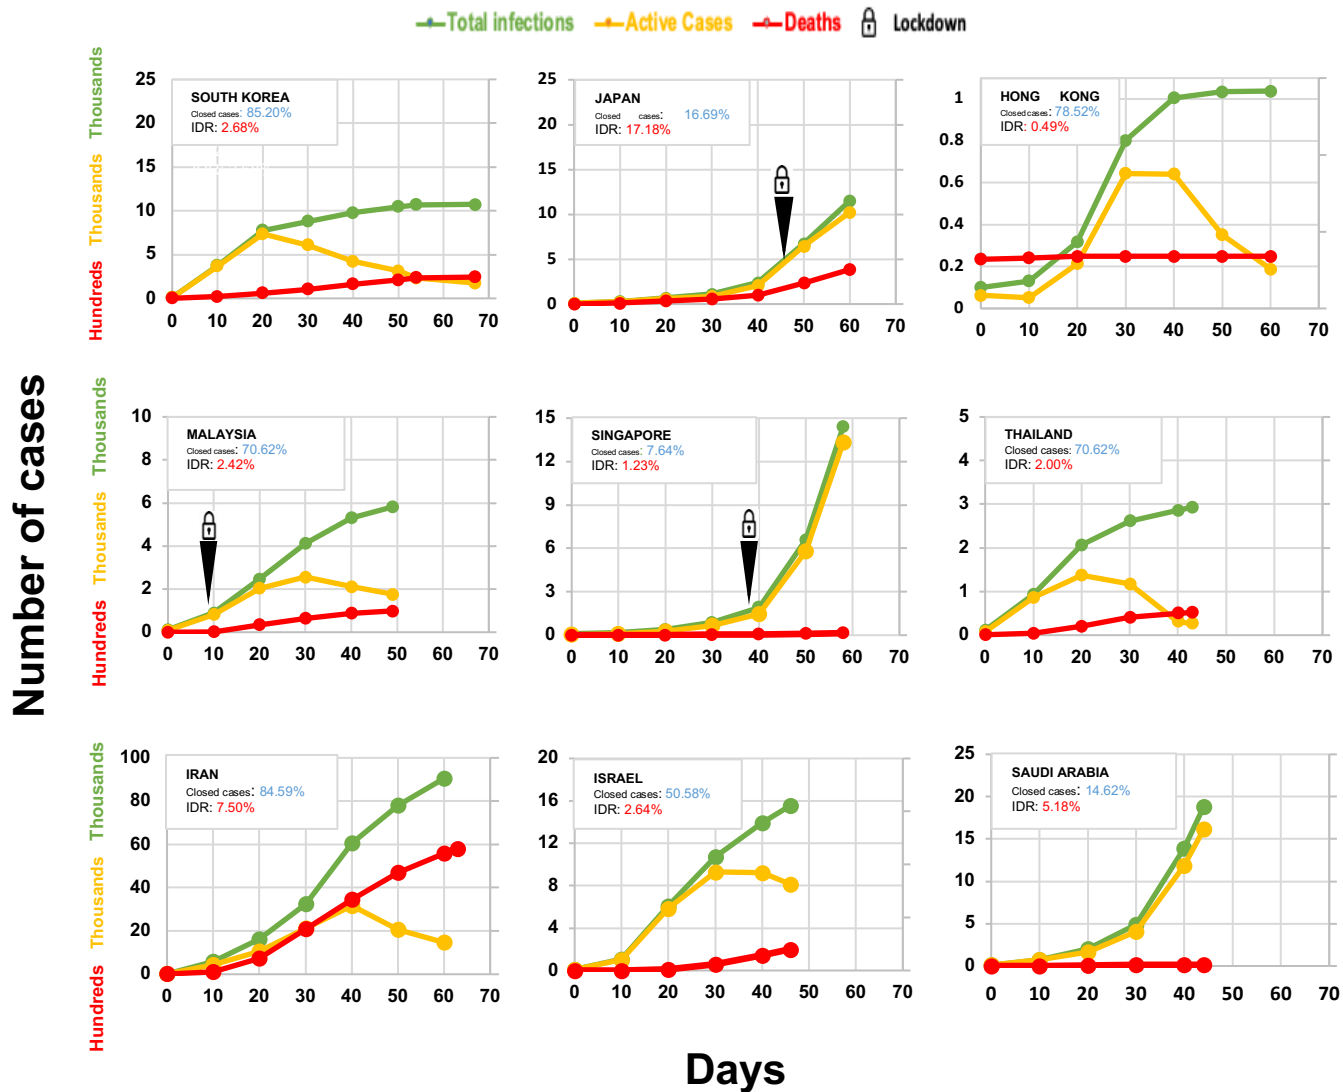 Total infections Active Cases Deaths Lockdown
Number of cases
Thousands
Thousands
Hundreds
25
20
15
10
5
0
0 10 20 30 40 50 60 70
SOUTH KOREA
Closed cases: 85.20%
IDR: 2.68%
25
20
15
10
5
0
0 10 20 30 40 50 60 70
JAPAN
Closed cases: 16.69%
IDR: 17.18%
1
0.8
0.6
0.4
0.2
0
0 10 20 30 40 50 60 70
HONG KONG
Closed cases: 78.52%
IDR: 0.49%
Thousands
Thousands
Hundreds
10
8
6
4
2
0
0 10 20 30 40 50 60 70
MALAYSIA
Closed cases: 70.62%
IDR: 2.42%
15
12
9
6
3
0
0 10 20 30 40 50 60 70
SINGAPORE
Closed cases: 7.64%
IDR: 1.23%
5
4
3
2
1
0
0 10 20 30 40 50 60 70
THAILAND
Closed cases: 70.62%
IDR: 2.00%
Thousands
Thousands
Hundreds
100
80
60
40
20
0
0 10 20 30 40 50 60 70
IRAN
Closed cases: 84.59%
IDR: 7.50%
20
16
12
8
4
0
0 10 20 30 40 50 60 70
ISRAEL
Closed cases: 50.58%
IDR: 2.64%
25
20
15
10
5
0
0 10 20 30 40 50 60 70
SAUDI ARABIA
Closed cases: 14.62%
IDR: 5.18%
Days